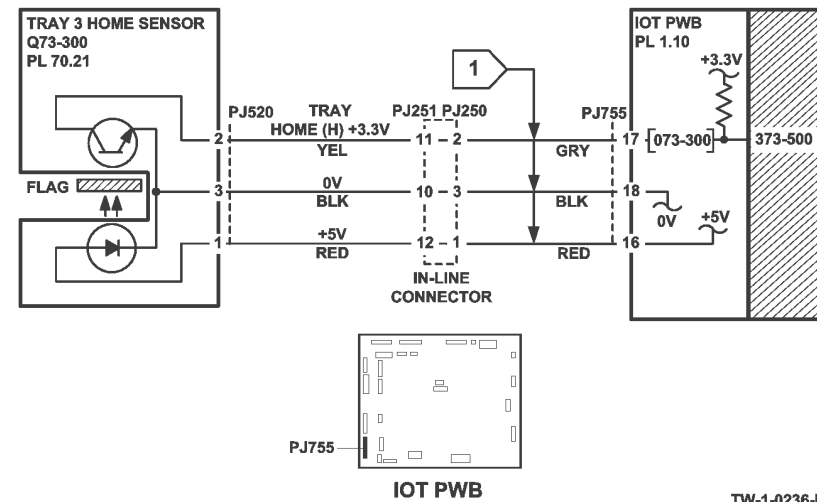 TRAY 3 HOME SENSOR
Q73-300
PL 70.21
IOT PWB
PL 1.10
+3.3V
1
PJ520
TRAY
HOME (H) +3.3V
YEL
PJ251 PJ250
PJ755
2
11 - 2
GRY
17
[073-300]
373-500
FLAG
3
0V
BLK
10 - 3
BLK
18
0V
+5V
1
+5V
RED
12 - 1
RED
16
IN-LINE
CONNECTOR
PJ755
IOT PWB